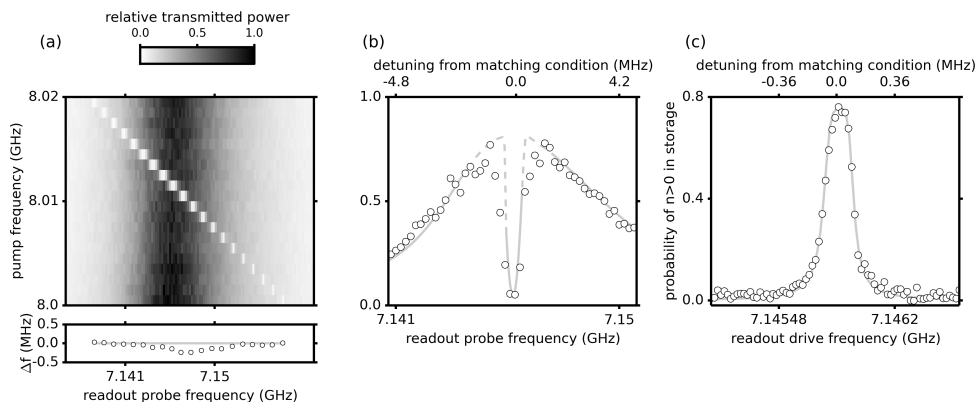 relative transmitted power
0.0 0.5 1.0
(a)
8.02
8.01
8.0
pump frequency (GHz)
0.5
0.0
-0.5
Δf (MHz)
7.141 7.15
readout probe frequency (GHz)
(b)
detuning from matching condition (MHz)
-4.8 0.0 4.2
1.0
0.5
0.0
7.141 7.15
readout probe frequency (GHz)
(c)
detuning from matching condition (MHz)
-0.36 0.0 0.36
0.8
0.4
0.0
probability of n>0 in storage
7.14548 7.1462
readout drive frequency (GHz)